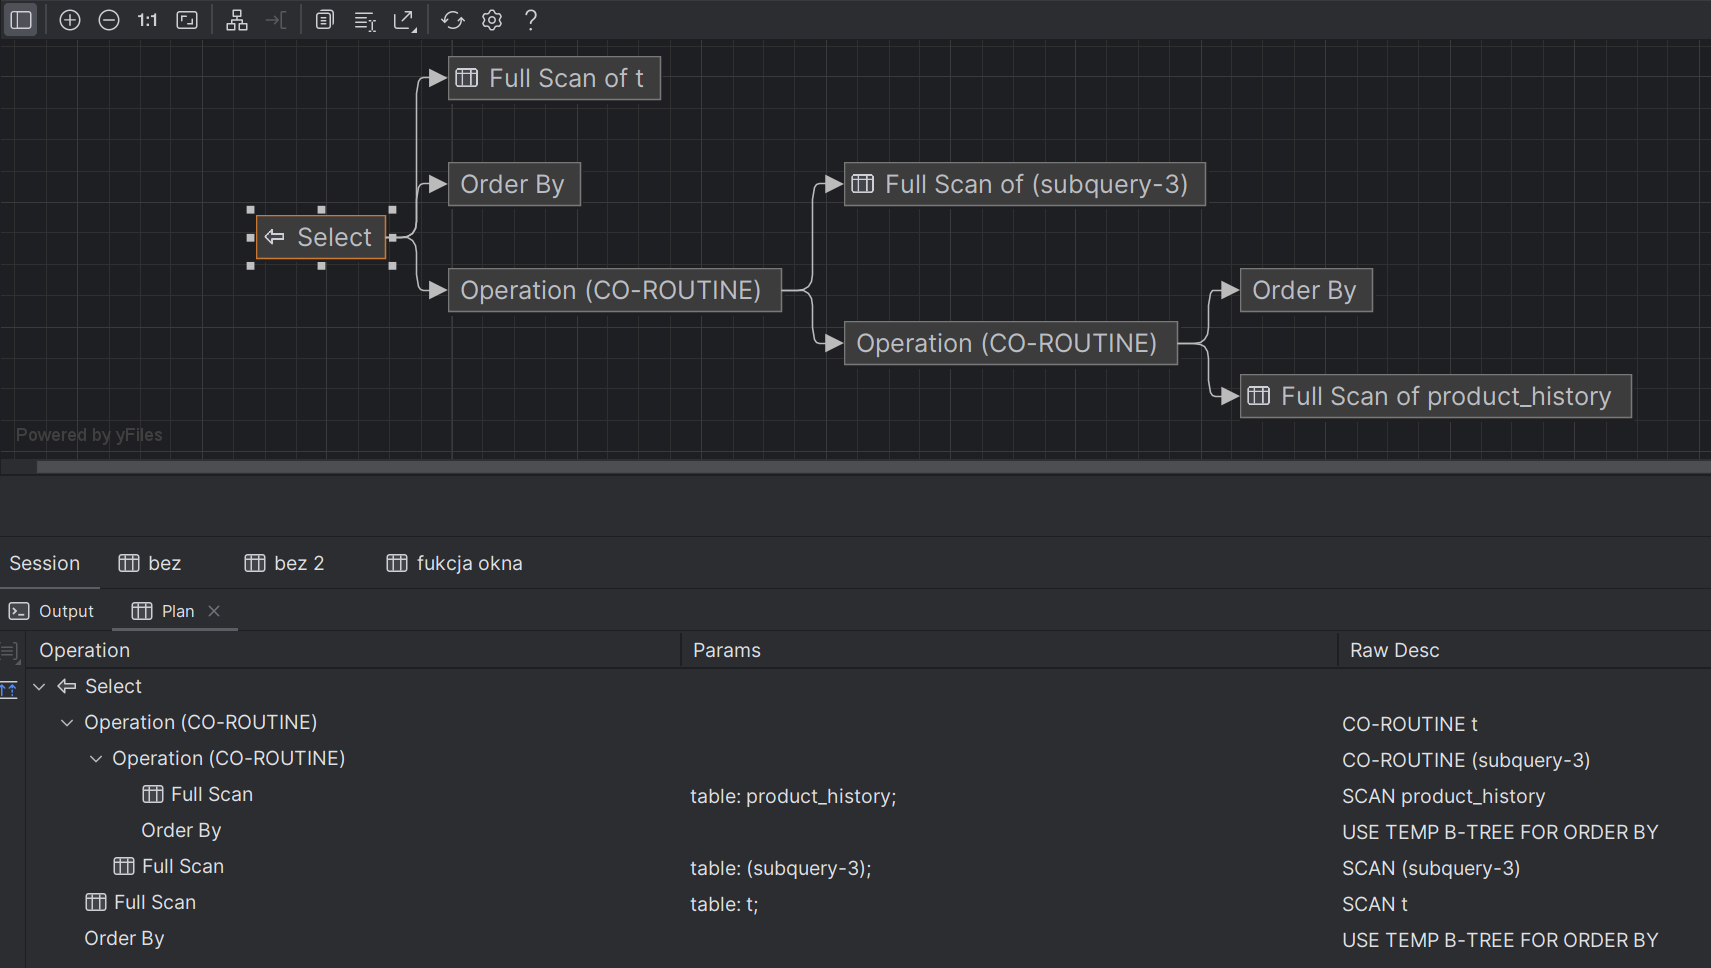 1:1
Full Scan of t
Order By
Full Scan of (subquery-3)
Select
Operation (CO-ROUTINE)
Order By
Operation (CO-ROUTINE)
Full Scan of product_history
Powered by yFiles
Session bez bez 2 fukcja okna
Output Plan
Operation Params Raw Desc
Select
Operation (CO-ROUTINE) CO-ROUTINE t
Operation (CO-ROUTINE) CO-ROUTINE (subquery-3)
Full Scan table: product_history; SCAN product_history
Order By USE TEMP B-TREE FOR ORDER BY
Full Scan table: (subquery-3); SCAN (subquery-3)
Full Scan table: t; SCAN t
Order By USE TEMP B-TREE FOR ORDER BY